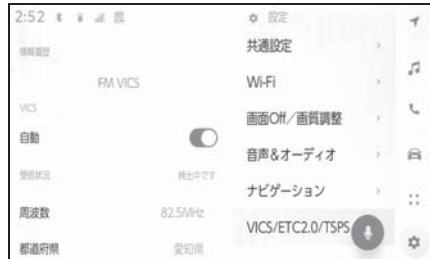 2:52
情報履歴
FM VICS
VICS
自動
受信状況 検出中です
周波数 82.5MHz
都道府県 愛知県
設定
共通設定
Wi-Fi
画面Off／画質調整
音声&オーディオ
ナビゲーション
VICS/ETC2.0/TSPS